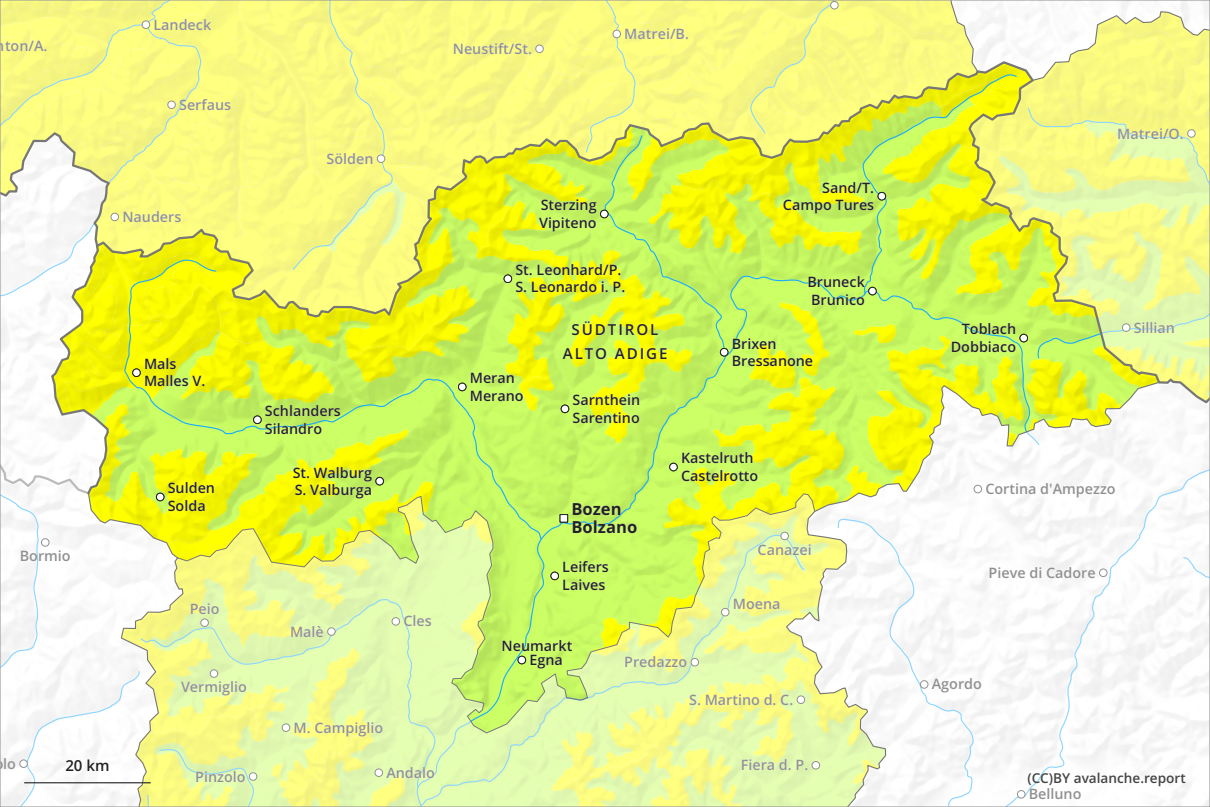 Landeck
Matrei/B.
nton/A.
Neustift/St.
Serfaus
Matrei/O.
Sölden
Sand/T.
Campo Tures
Sterzing
Vipiteno
Nauders
St. Leonhard/P.
S. Leonardo i. P.
Bruneck
Brunico
SÜDTIROL
ALTO ADIGE
Toblach
Dobbiaco
Sillian
Brixen
Bressanone
Mals
Malles V.
Meran
Merano
Sarnthein
Sarentino
Schlanders
Silandro
Kastelruth
Castelrotto
St. Walburg
S. Valburga
Sulden
Solda
Cortina d'Ampezzo
Bozen
Bolzano
Bormio
Canazei
Leifers
Laives
Pieve di Cadore
Peio
Moena
Malè
Cles
Neumarkt
Egna
Predazzo
Vermiglio
Agordo
S. Martino d. C.
M. Campiglio
olo
20 km
Pinzolo
Andalo
Fiera d. P.
(CC)BY avalanche.report
Belluno